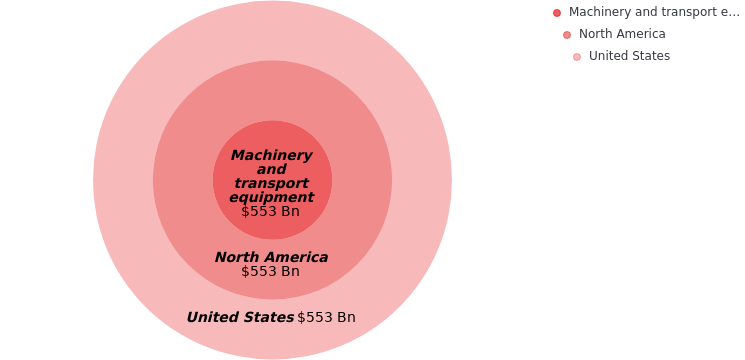 Machinery
and
transport
equipment
$553 Bn
North America
$553 Bn
United States $553 Bn
Machinery and transport e...
North America
United States